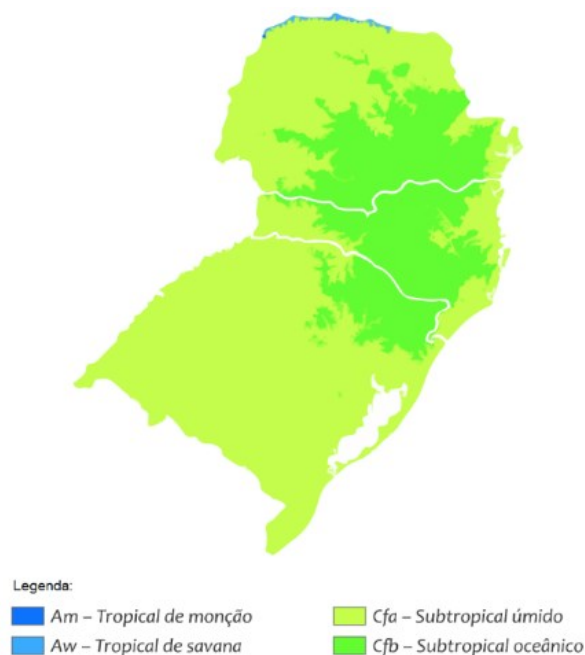 Legenda:
Am – Tropical de monção
Aw – Tropical de savana
Cfa – Subtropical úmido
Cfb – Subtropical oceânico